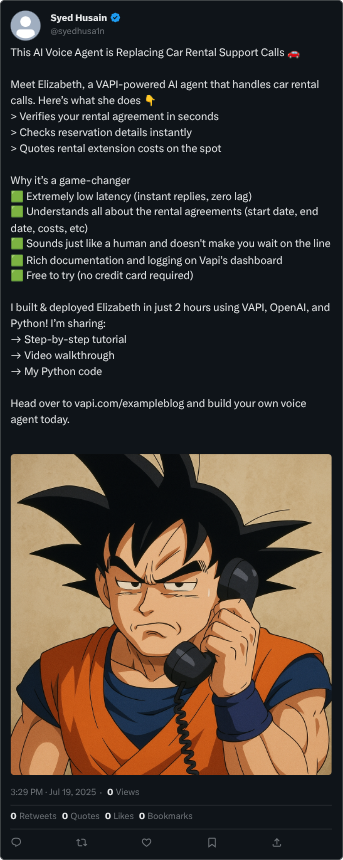 Syed Husain
@syedhusa1n
This AI Voice Agent is Replacing Car Rental Support Calls 🚗
Meet Elizabeth, a VAPI-powered AI agent that handles car rental
calls. Here's what she does 👇
> Verifies your rental agreement in seconds
> Checks reservation details instantly
> Quotes rental extension costs on the spot
Why it's a game-changer
🟩 Extremely low latency (instant replies, zero lag)
🟩 Understands all about the rental agreements (start date, end
date, costs, etc)
🟩 Sounds just like a human and doesn't make you wait on the line
🟩 Rich documentation and logging on Vapi's dashboard
🟩 Free to try (no credit card required)
I built & deployed Elizabeth in just 2 hours using VAPI, OpenAI, and
Python! I'm sharing:
→ Step-by-step tutorial
→ Video walkthrough
→ My Python code
Head over to vapi.com/exampleblog and build your own voice
agent today.
3:29 PM · Jul 19, 2025 · 0 Views
0 Retweets 0 Quotes 0 Likes 0 Bookmarks